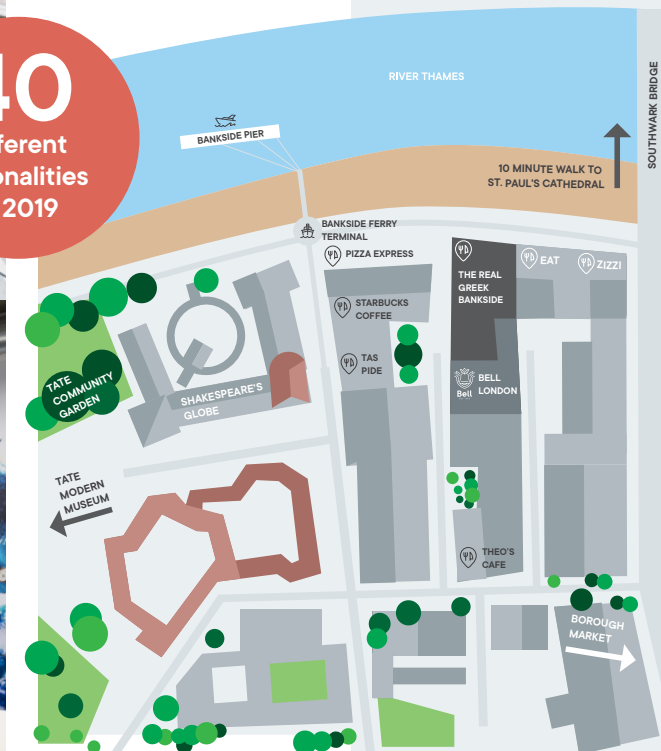 40
2019
RIVER THAMES
SOUTHWARK BRIDGE
BANKSIDE PIER
10 MINUTE WALK TO
ST. PAUL'S CATHEDRAL
BANKSIDE FERRY
TERMINAL
PIZZA EXPRESS
THE REAL
GREEK
BANKSIDE
EAT
ZIZZI
STARBUCKS
COFFEE
TAS
PIDE
Bell
BELL
LONDON
TATE
COMMUNITY
GARDEN
SHAKESPEARE'S
GLOBE
TATE
MODERN
MUSEUM
THEO'S
CAFE
BOROUGH
MARKET